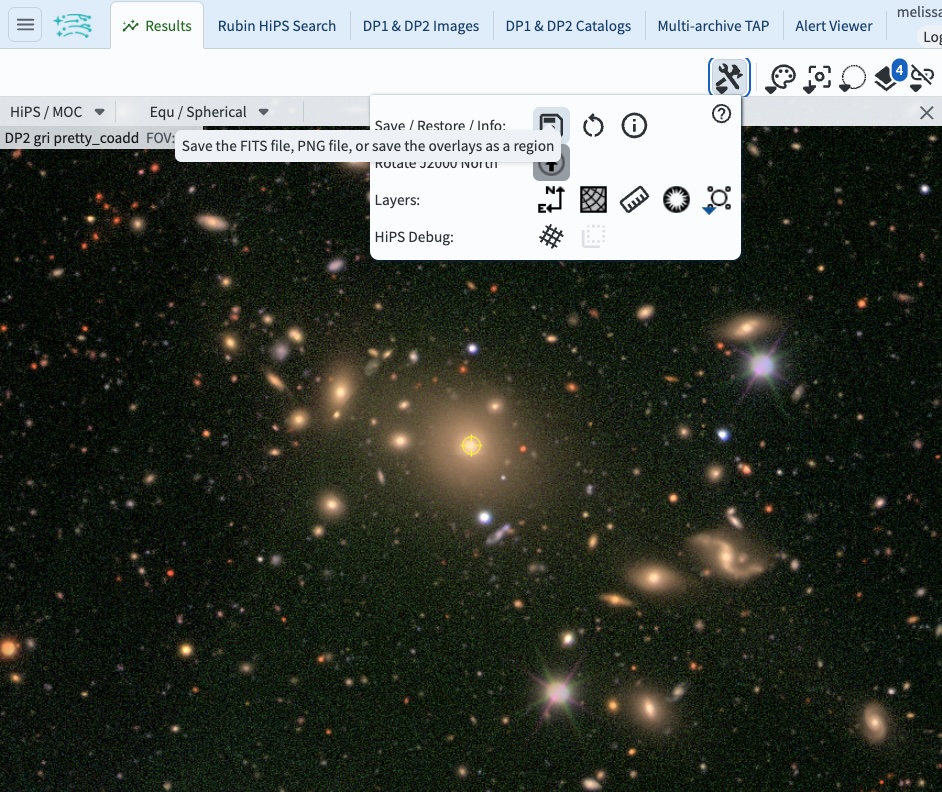 Results
Rubin HiPS Search
DP1 & DP2 Images
DP1 & DP2 Catalogs
Multi-archive TAP
Alert Viewer
melissa
Log
4
HiPS / MOC
Equ / Spherical
Save / Restore / Info:
DP2 gri pretty_coadd FOV:
Save the FITS file, PNG file, or save the overlays as a region
Rotate J2000 North
Layers:
N
E
HiPS Debug: